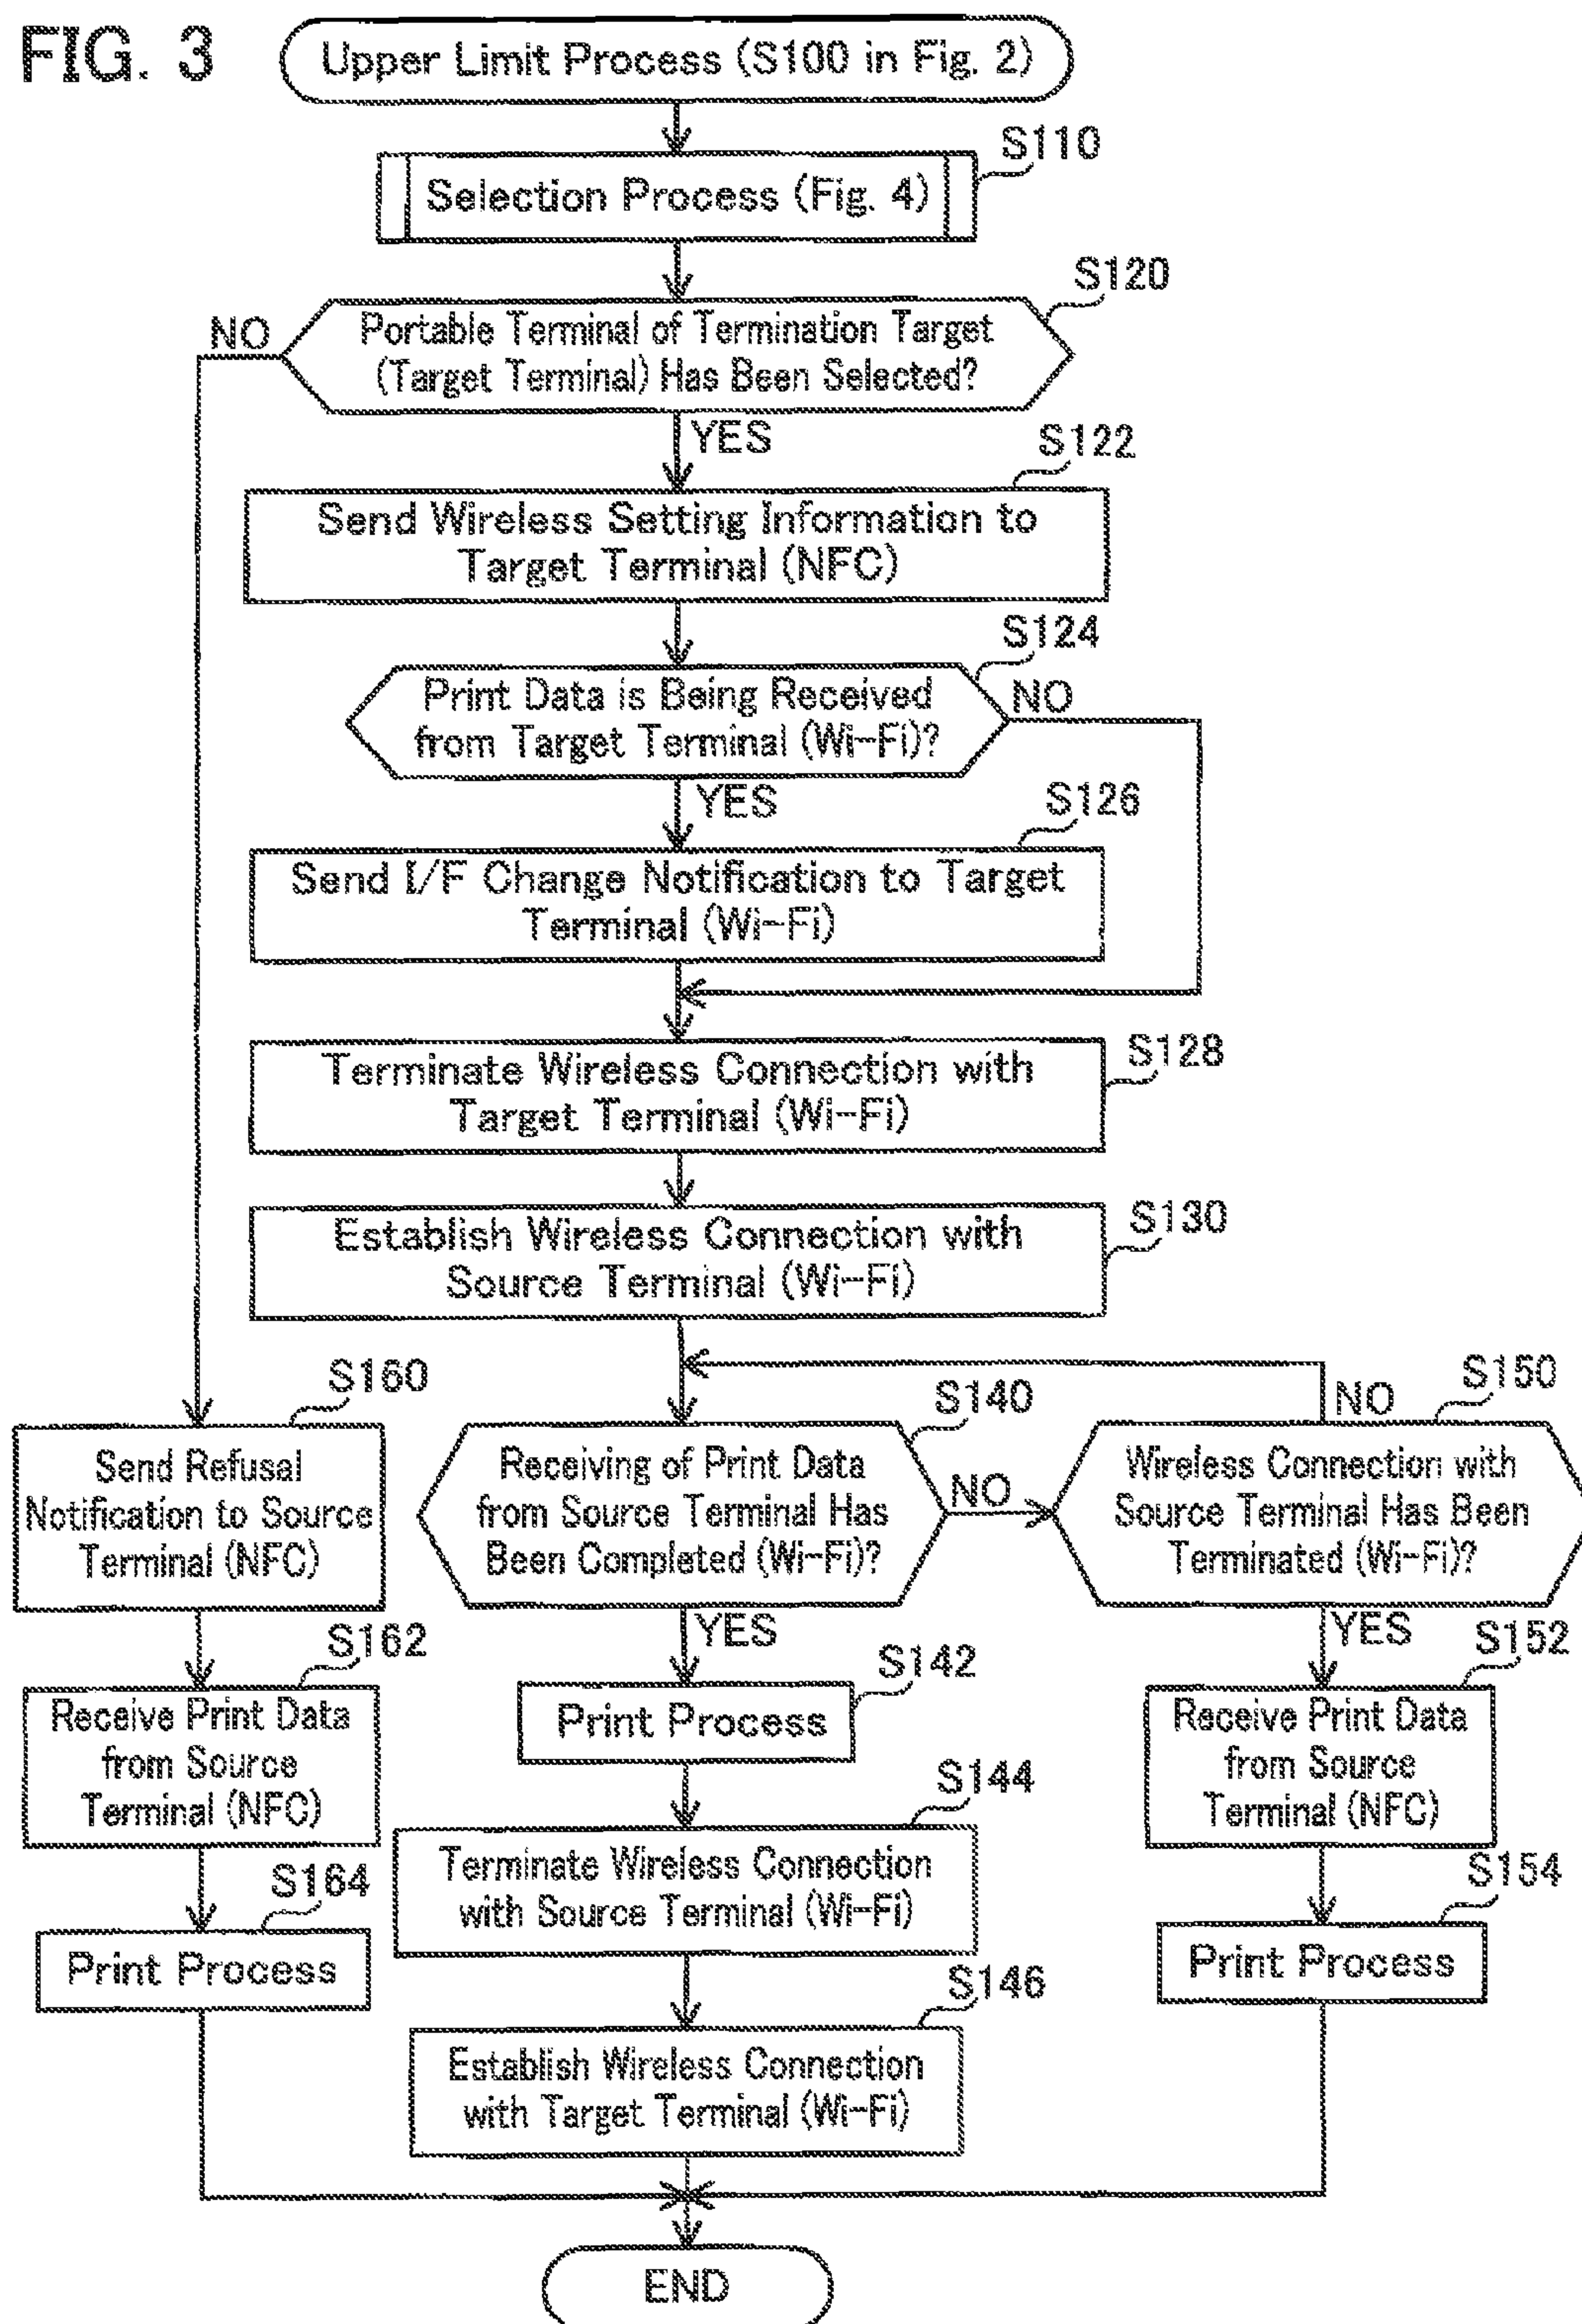 FIG. 3
Upper Limit Process (S100 in Fig. 2)
S110
Selection Process (Fig. 4)
S120
NO
Portable Terminal of Termination Target
(Target Terminal) Has Been Selected?
YES
S122
Send Wireless Setting Information to
Target Terminal (NFC)
S124
Print Data is Being Received
from Target Terminal (Wi-Fi)?
NO
YES
S126
Send I/F Change Notification to Target
Terminal (Wi-Fi)
S128
Terminate Wireless Connection with
Target Terminal (Wi-Fi)
S130
Establish Wireless Connection with
Source Terminal (Wi-Fi)
S160
Send Refusal
Notification to Source
Terminal (NFC)
S140
Receiving of Print Data
from Source Terminal Has
Been Completed (Wi-Fi)?
NO
S150
NO
Wireless Connection with
Source Terminal Has Been
Terminated (Wi-Fi)?
S162
Receive Print Data
from Source
Terminal (NFC)
YES
S142
Print Process
YES
S152
Receive Print Data
from Source
Terminal (NFC)
S144
Terminate Wireless Connection
with Source Terminal (Wi-Fi)
S164
Print Process
S154
Print Process
S146
Establish Wireless Connection
with Target Terminal (Wi-Fi)
END